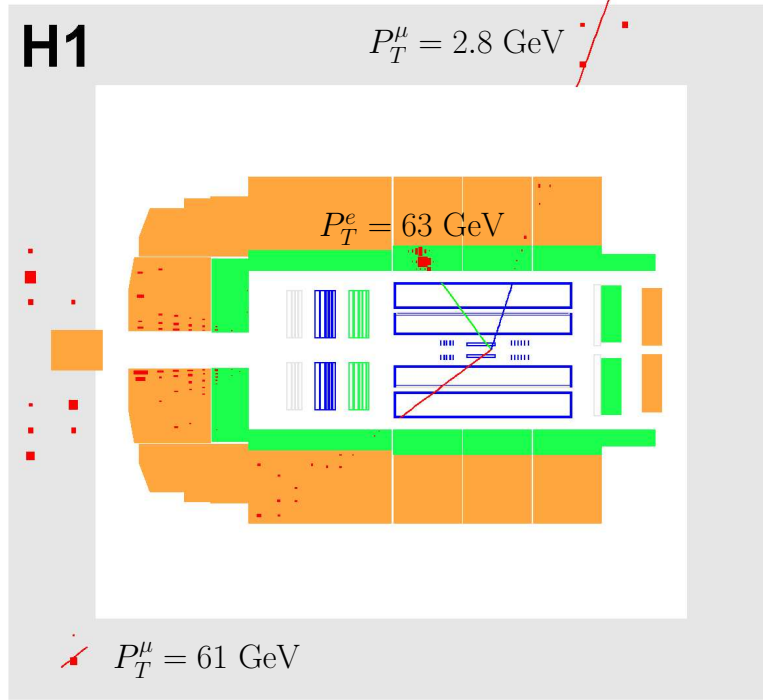 H1
P_T^μ = 2.8 GeV
P_T^e = 63 GeV
P_T^μ = 61 GeV